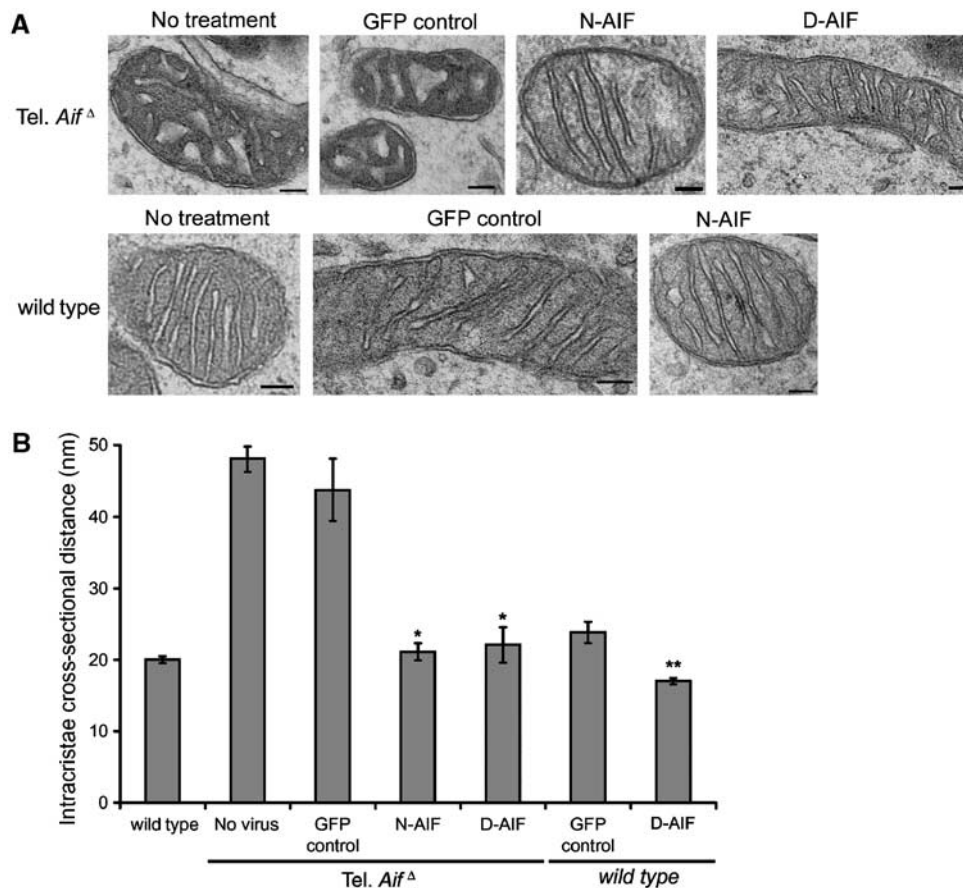 A
No treatment GFP control N-AIF D-AIF
Tel. Aif Δ
No treatment GFP control N-AIF
wild type
B
Intracristae cross-sectional distance (nm)
50
40
30
20
10
0
* * **
wild type No virus GFP control N-AIF D-AIF GFP control D-AIF
Tel. Aif Δ wild type